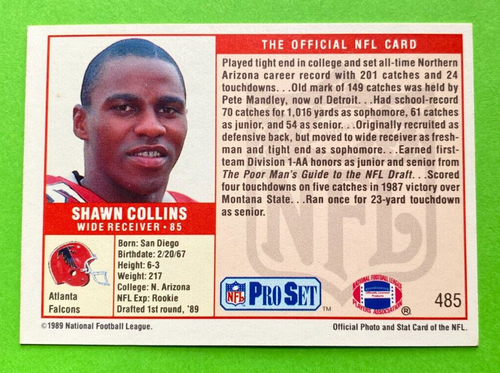 THE OFFICIAL NFL CARD
Played tight end in college and set all-time Northern
Arizona career record with 201 catches and 24
touchdowns. . .Old mark of 149 catches was held by
Pete Mandley, now of Detroit. . .Had school-record
70 catches for 1,016 yards as sophomore, 61 catches
as junior, and 54 as senior. . .Originally recruited as
defensive back, but moved to wide receiver as fresh-
man and tight end as sophomore. . .Earned first-
team Division 1-AA honors as junior and senior from
The Poor Man's Guide to the NFL Draft. . .Scored
four touchdowns on five catches in 1987 victory over
Montana State. . .Ran once for 23-yard touchdown
as senior.
NFL
SHAWN COLLINS
WIDE RECEIVER • 85
Atlanta
Falcons
Born: San Diego
Birthdate: 2/20/67
Height: 6-3
Weight: 217
College: N. Arizona
NFL Exp: Rookie
Drafted 1st round, '89
NFL PRO SET ™
NATIONAL FOOTBALL LEAGUE
PLAYERS ASSOCIATION ®
485
©1989 National Football League.
Official Photo and Stat Card of the NFL.